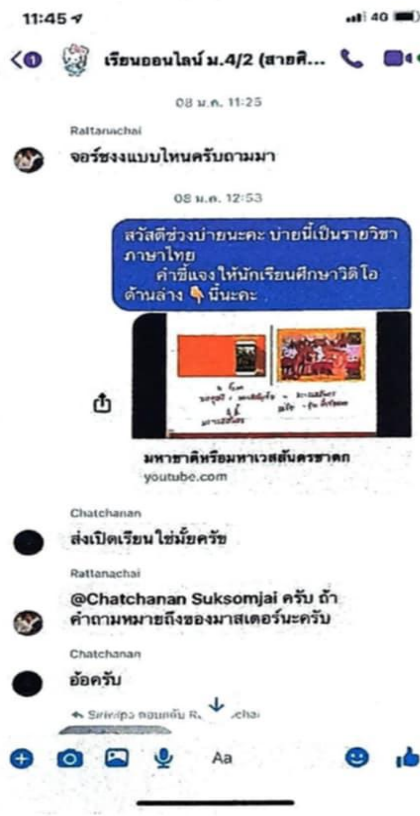 11:45
4G
1
เรียนออนไลน์ ม.4/2 (สายศิ...
08 ม.ค. 11:25
Rattanachai
จอร์ชงงแบบไหนครับถามมา
08 ม.ค. 12:53
สวัสดีช่วงบ่ายนะคะ บ่ายนี้เป็นรายวิชา
ภาษาไทย
คำชี้แจง ให้นักเรียนศึกษาวิดิโอ
ด้านล่าง 👇 นี้นะคะ
มหาชาติหรือมหาเวสสันดรชาดก
youtube.com
Chatchanan
ส่งเปิดเรียนใช่มั้ยครับ
Rattanachai
@Chatchanan Suksomjai ครับ ถ้า
คำถามหมายถึงของมาสเตอร์นะครับ
Chatchanan
อ้อครับ
Aa